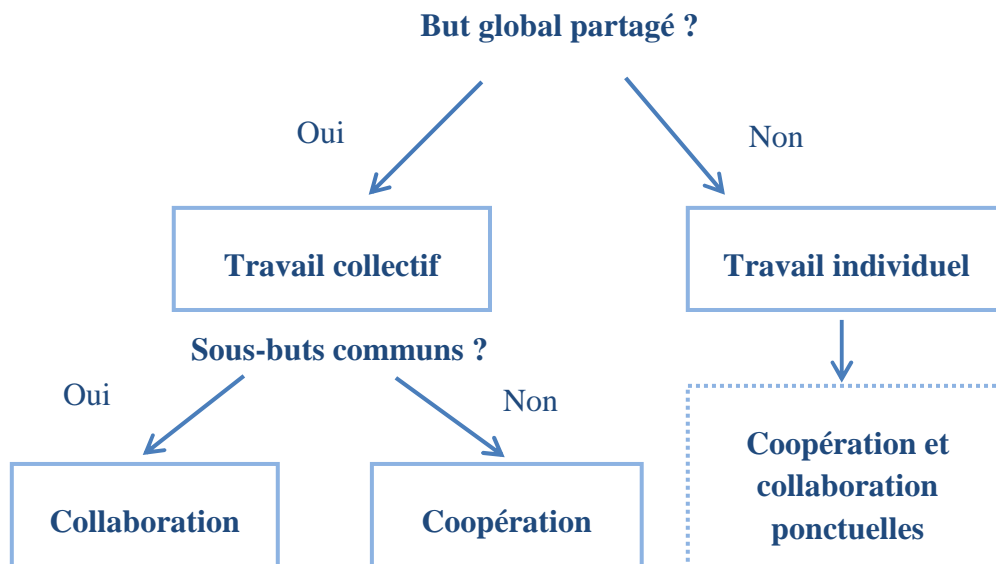 But global partagé ?
Oui
Non
Travail collectif
Travail individuel
Sous-buts communs ?
Oui
Non
Collaboration
Coopération
Coopération et
collaboration
ponctuelles